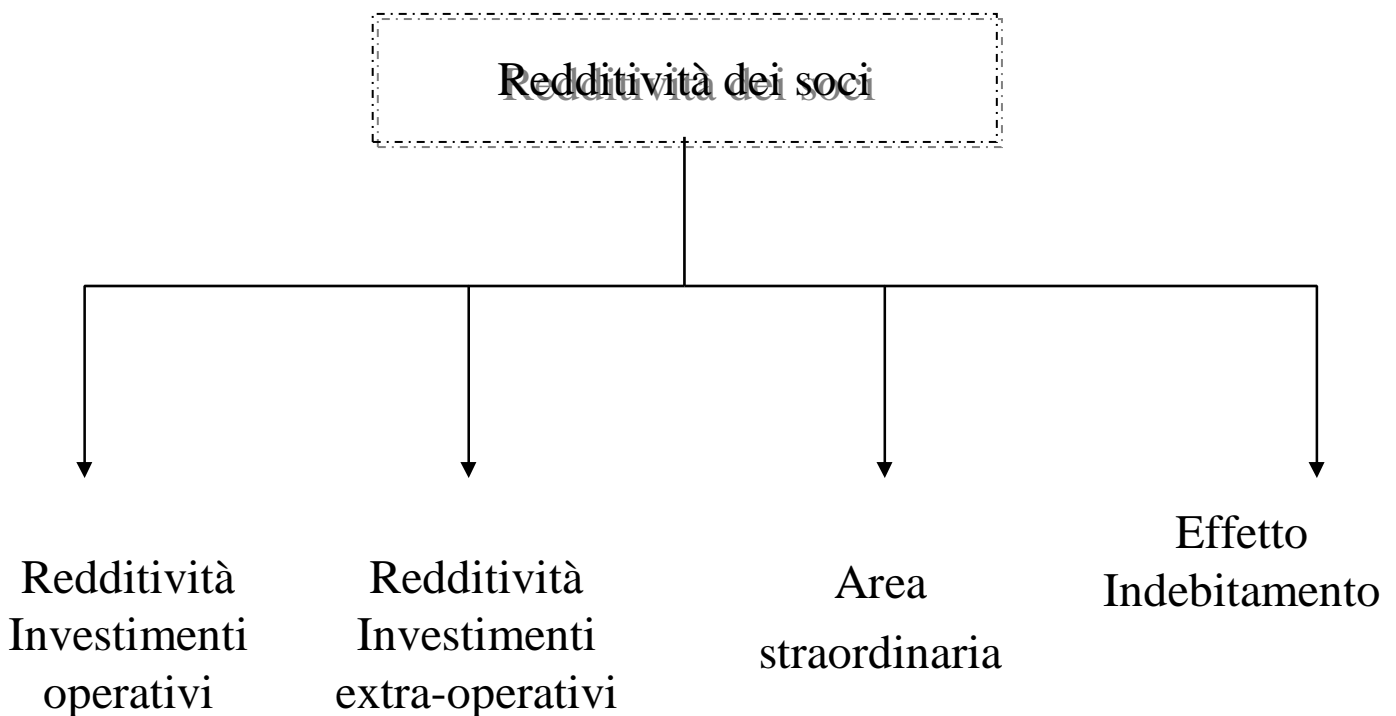 Redditività dei soci
Redditività
Investimenti
operativi
Redditività
Investimenti
extra-operativi
Area
straordinaria
Effetto
Indebitamento